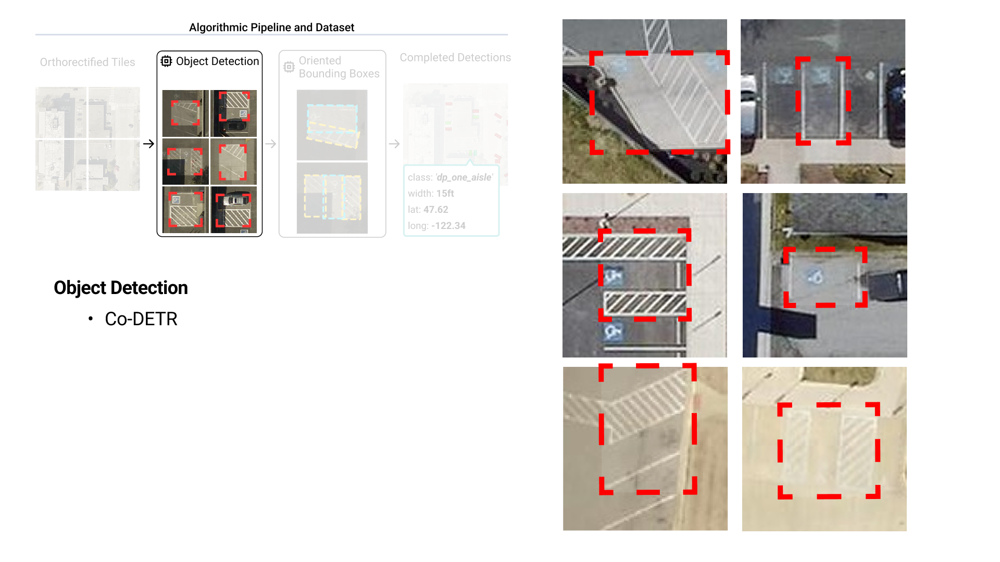 Algorithmic Pipeline and Dataset
Orthorectified Tiles
Object Detection
Oriented
Bounding Boxes
Completed Detections
class: 'dp_one_aisle'
width: 15ft
lat: 47.62
long: -122.34
Object Detection
• Co-DETR